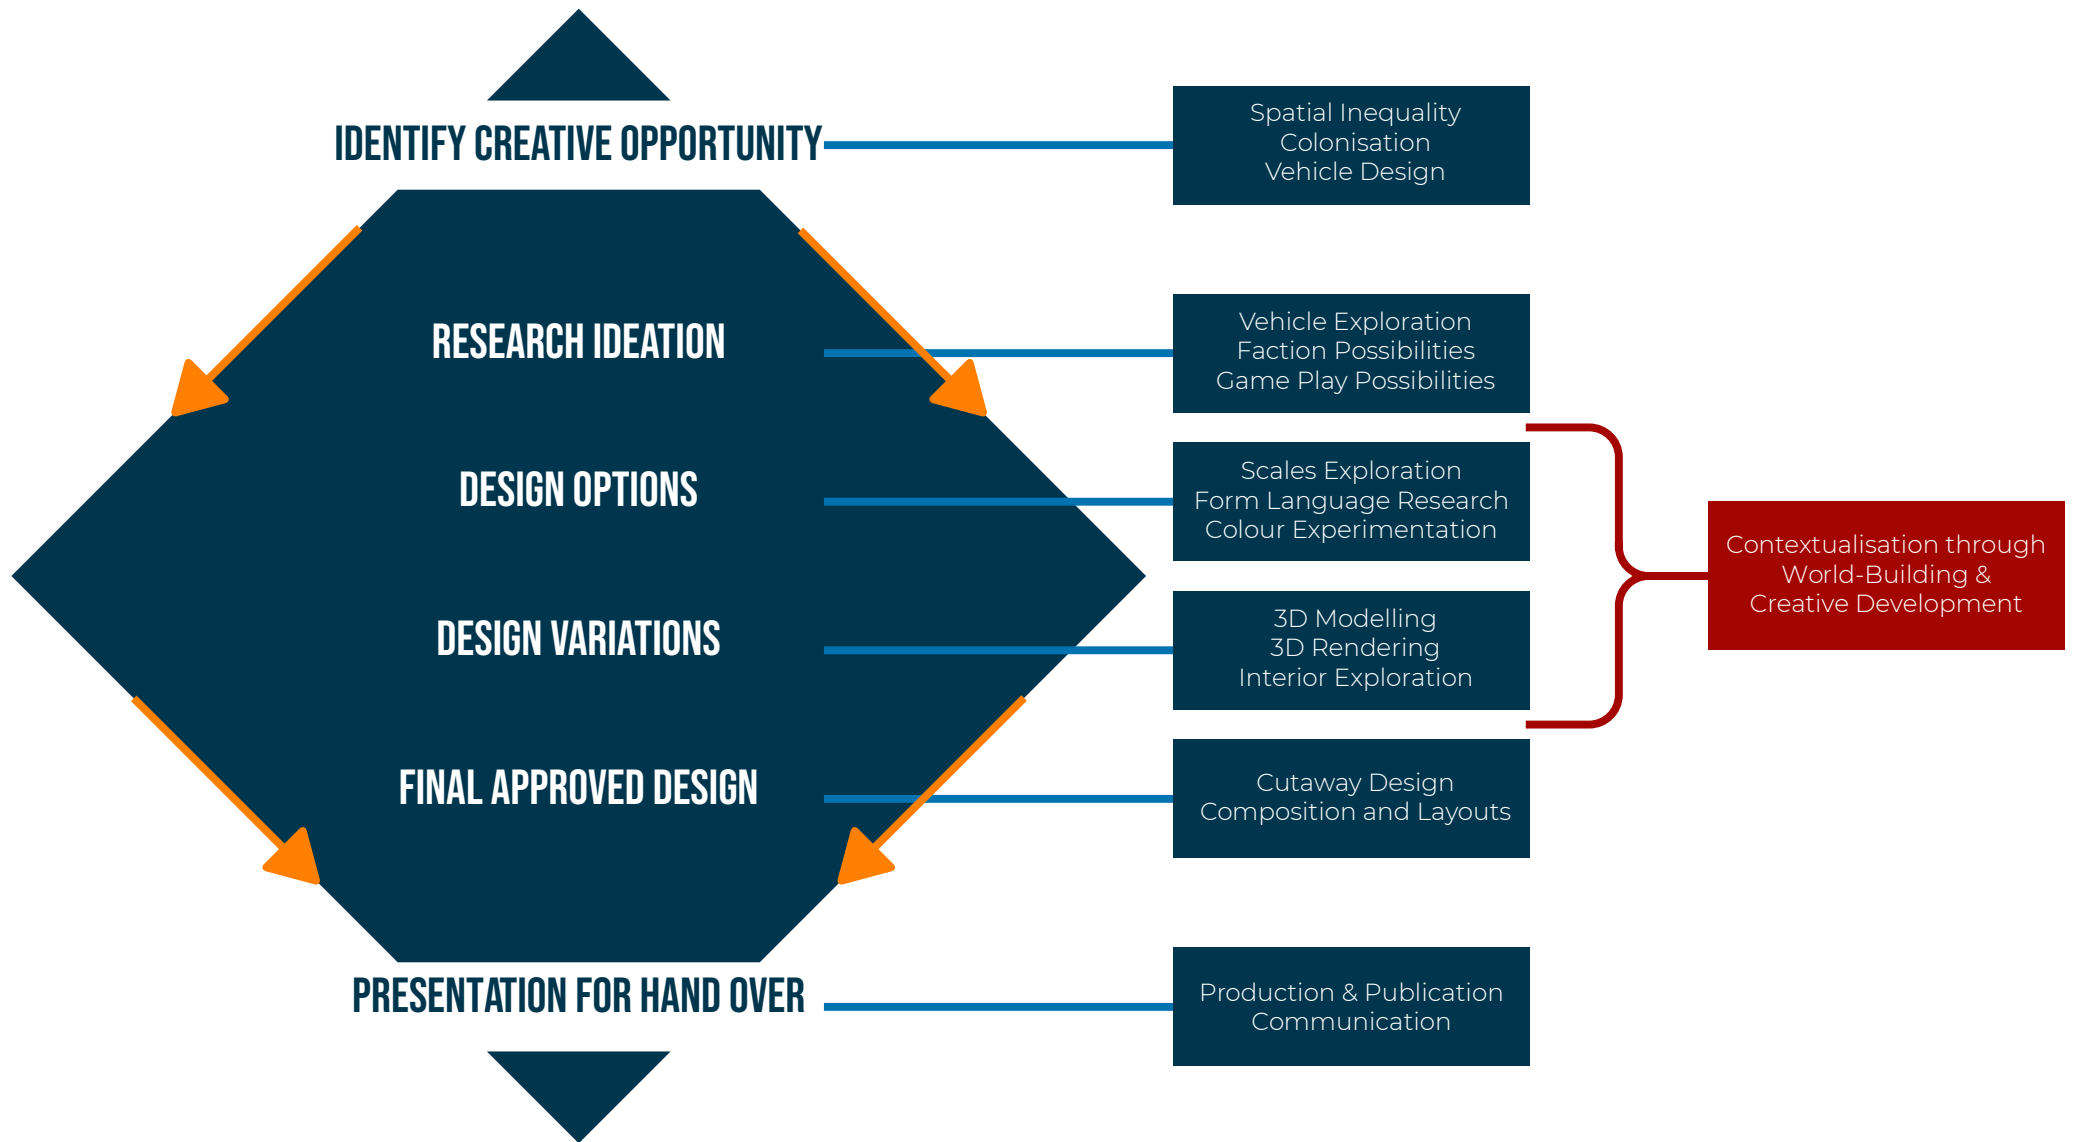 IDENTIFY CREATIVE OPPORTUNITY
Spatial Inequality
Colonisation
Vehicle Design
RESEARCH IDEATION
Vehicle Exploration
Faction Possibilities
Game Play Possibilities
DESIGN OPTIONS
Scales Exploration
Form Language Research
Colour Experimentation
DESIGN VARIATIONS
3D Modelling
3D Rendering
Interior Exploration
Contextualisation through
World-Building &
Creative Development
FINAL APPROVED DESIGN
Cutaway Design
Composition and Layouts
PRESENTATION FOR HAND OVER
Production & Publication
Communication